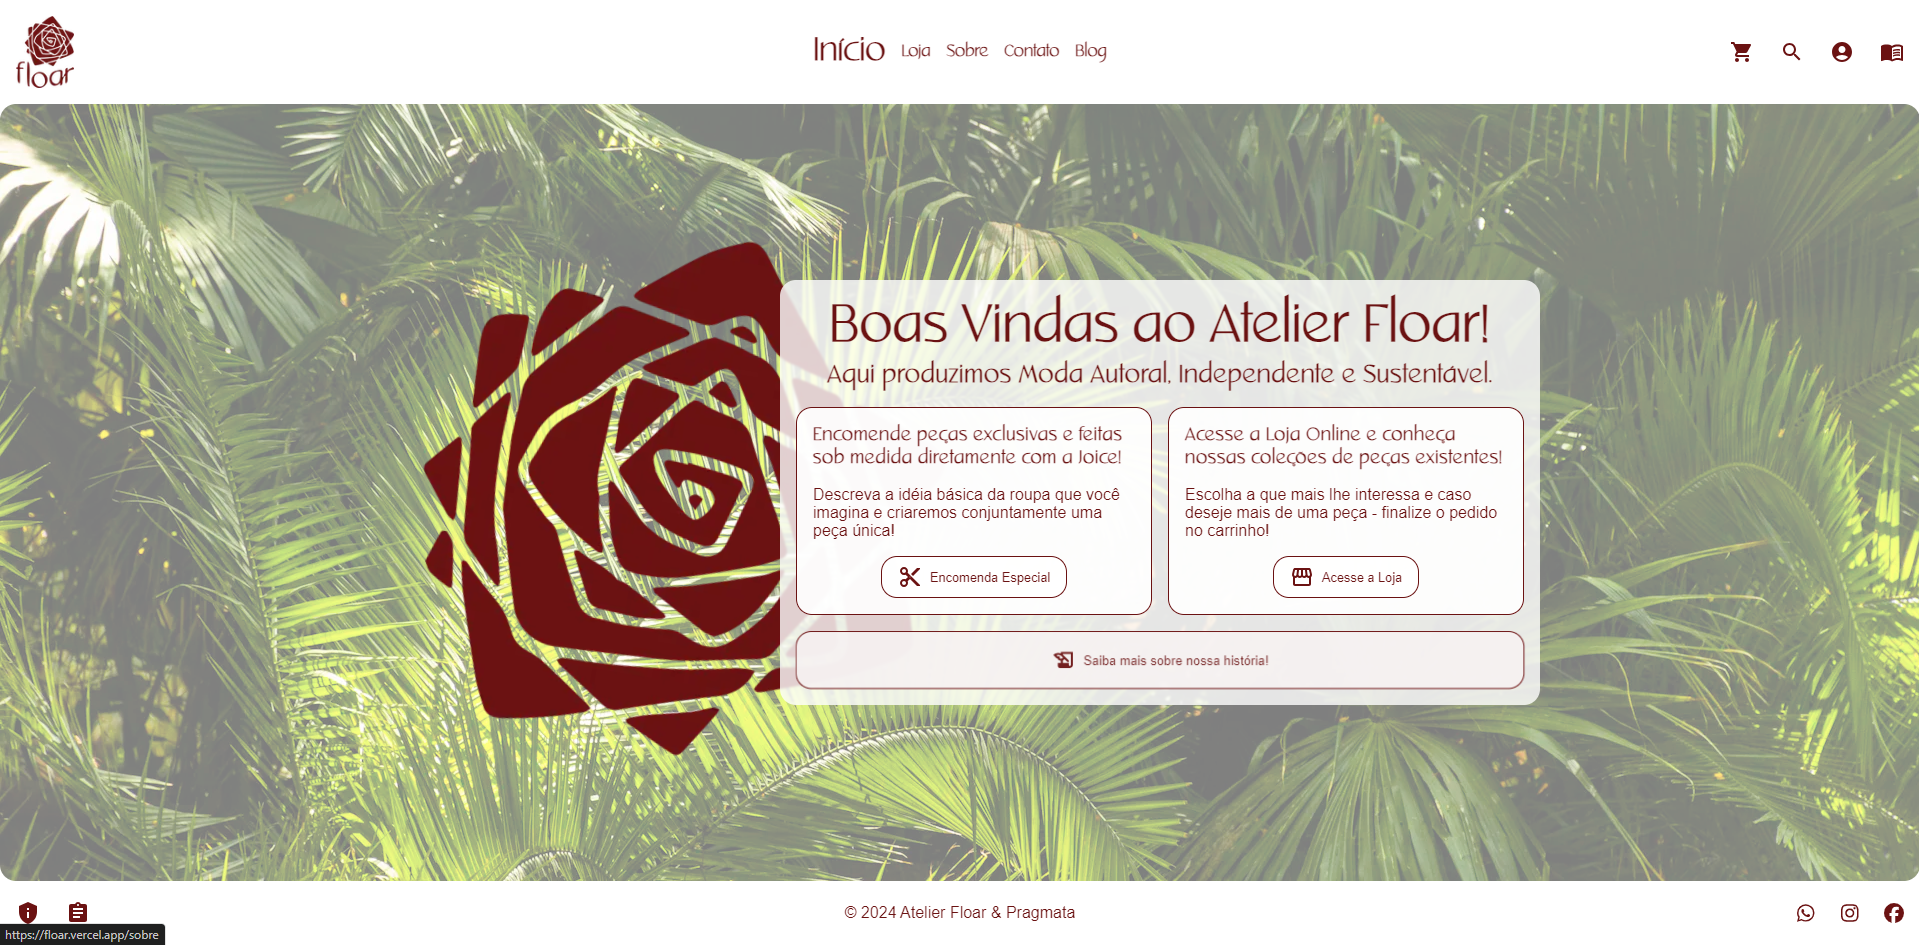 floar
Início Loja Sobre Contato Blog
Boas Vindas ao Atelier Floar!
Aqui produzimos Moda Autoral, Independente e Sustentável.
Encomende peças exclusivas e feitas
sob medida diretamente com a Joice!
Descreva a idéia básica da roupa que você
imagina e criaremos conjuntamente uma
peça única!
Encomenda Especial
Acesse a Loja Online e conheça
nossas coleções de peças existentes!
Escolha a que mais lhe interessa e caso
deseje mais de uma peça - finalize o pedido
no carrinho!
Acesse a Loja
Saiba mais sobre nossa história!
© 2024 Atelier Floar & Pragmata
https://floar.vercel.app/sobre